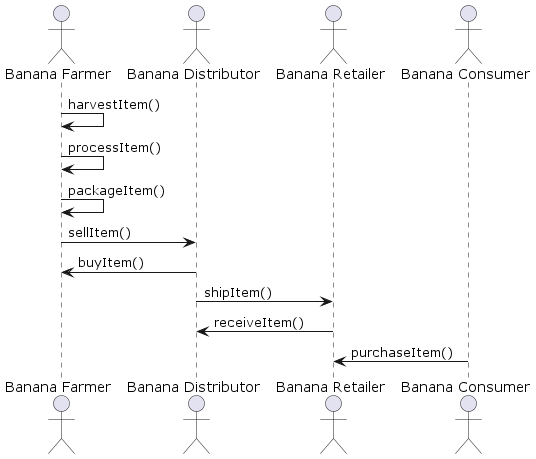 Banana Farmer Banana Distributor Banana Retailer Banana Consumer
harvestItem()
processItem()
packageItem()
sellItem()
buyItem()
shipItem()
receiveItem()
purchaseItem()
Banana Farmer Banana Distributor Banana Retailer Banana Consumer